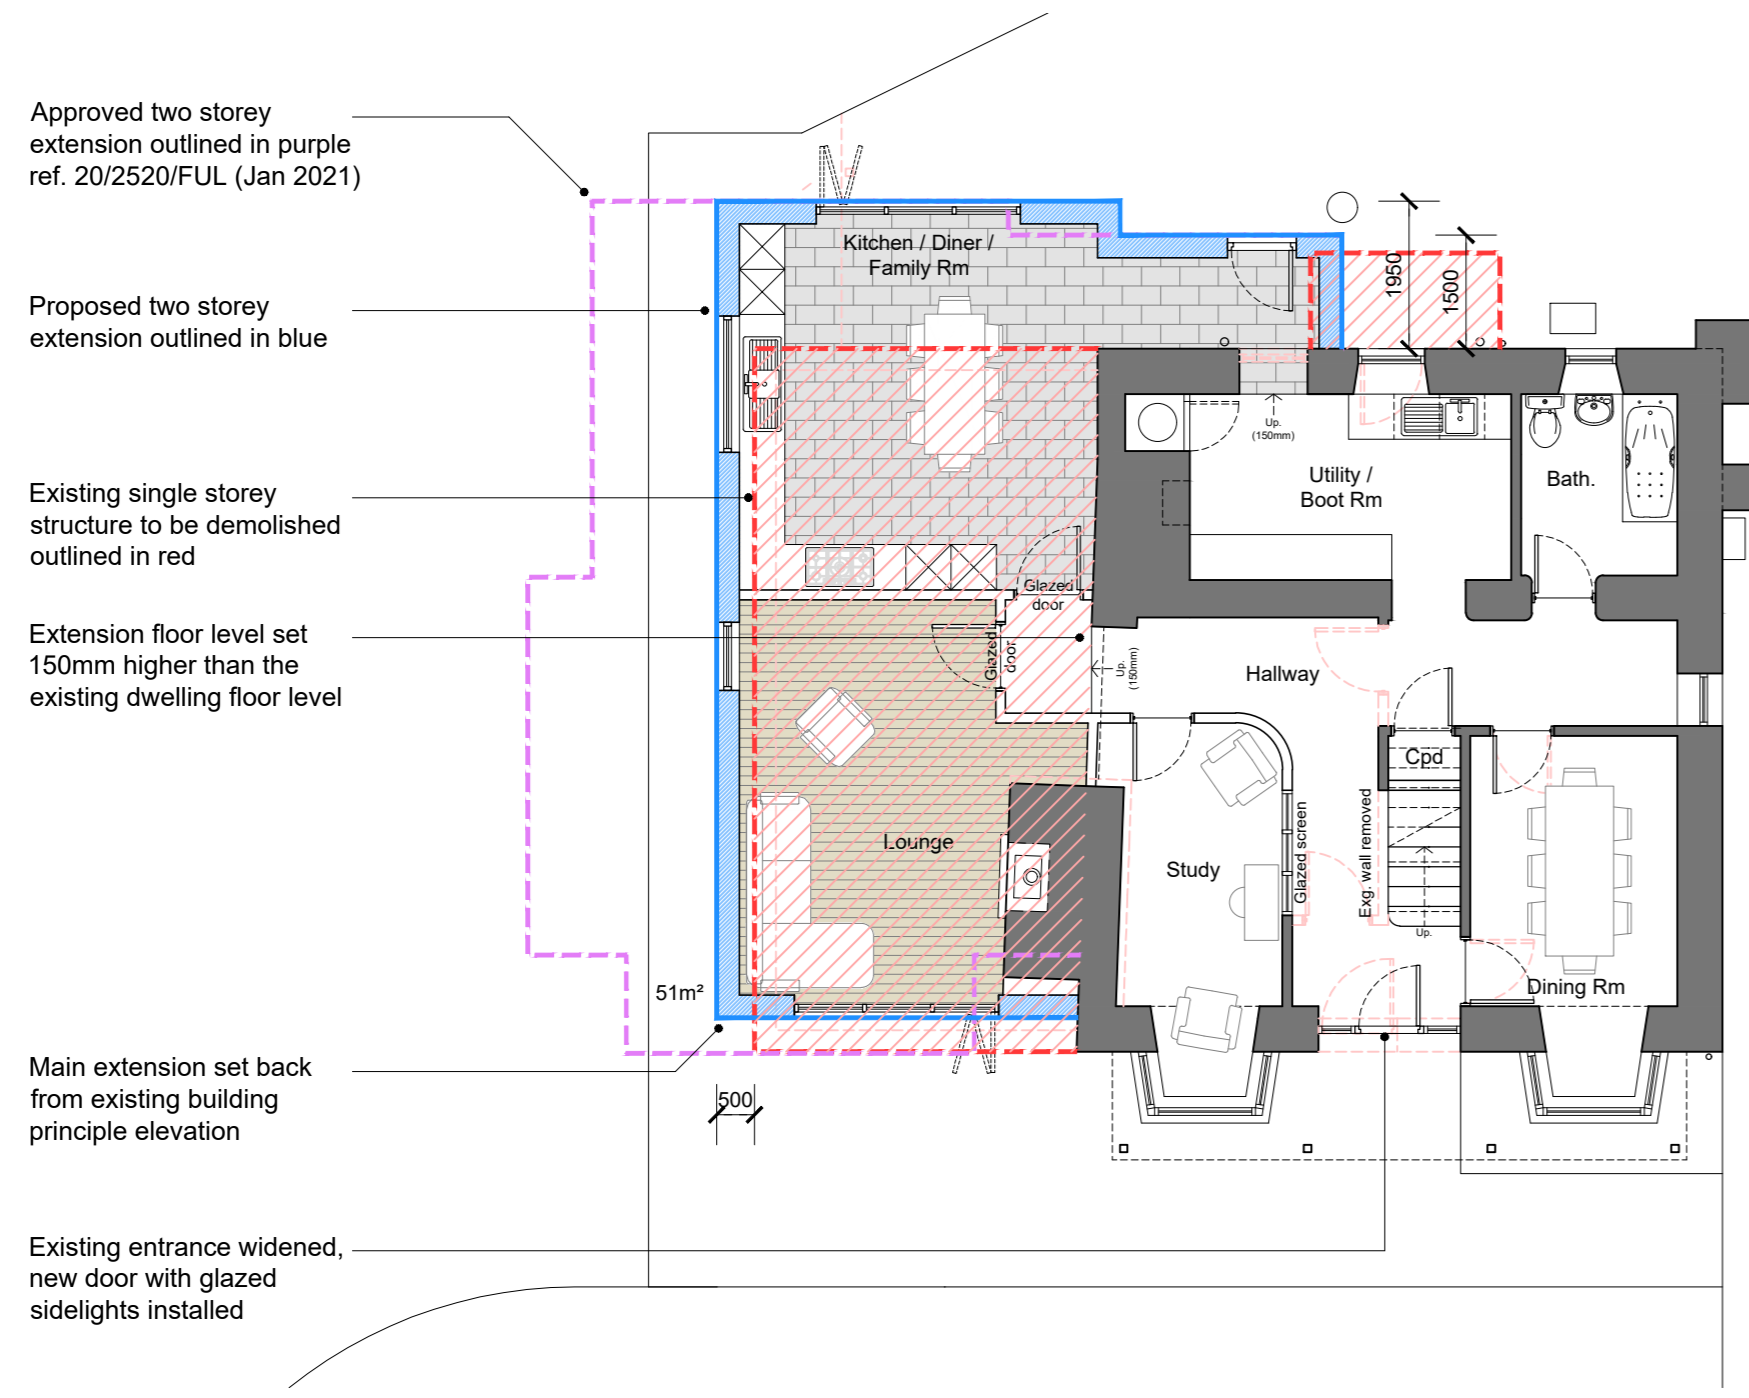 Approved two storey
extension outlined in purple
ref. 20/2520/FUL (Jan 2021)
Proposed two storey
extension outlined in blue
Existing single storey
structure to be demolished
outlined in red
Extension floor level set
150mm higher than the
existing dwelling floor level
Main extension set back
from existing building
principle elevation
Existing entrance widened,
new door with glazed
sidelights installed
Kitchen / Diner /
Family Rm
1950
1500
Up.
(150mm)
Utility /
Boot Rm
Bath.
Glazed
door
Glazed
door
Up.
(150mm)
Hallway
Cpd
Lounge
Study
Glazed screen
Exg. wall removed
Up.
Dining Rm
51m²
500